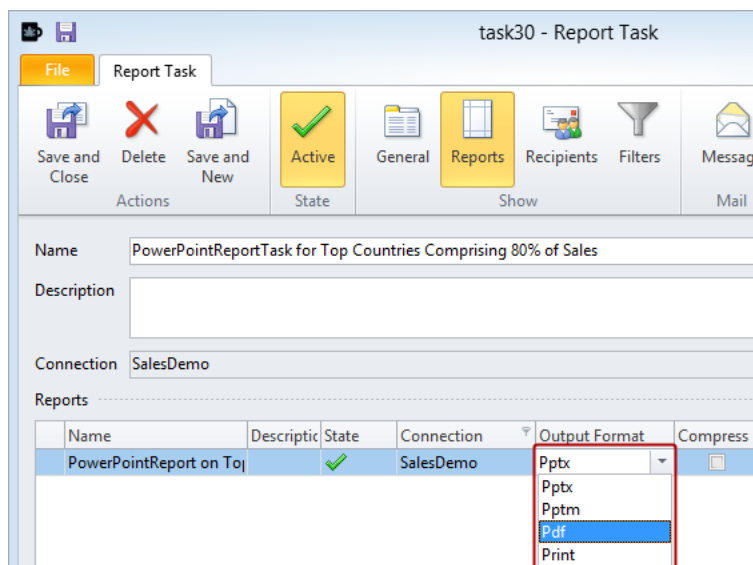 task30 - Report Task
File Report Task
Save and Close Delete Save and New Active General Reports Recipients Filters Messag
Actions State Show Mail
Name PowerPointReportTask for Top Countries Comprising 80% of Sales
Description
Connection SalesDemo
Reports
Name Descriptic State Connection Output Format Compress
PowerPointReport on Top SalesDemo Pptx
Pptx
Pptm
Pdf
Print